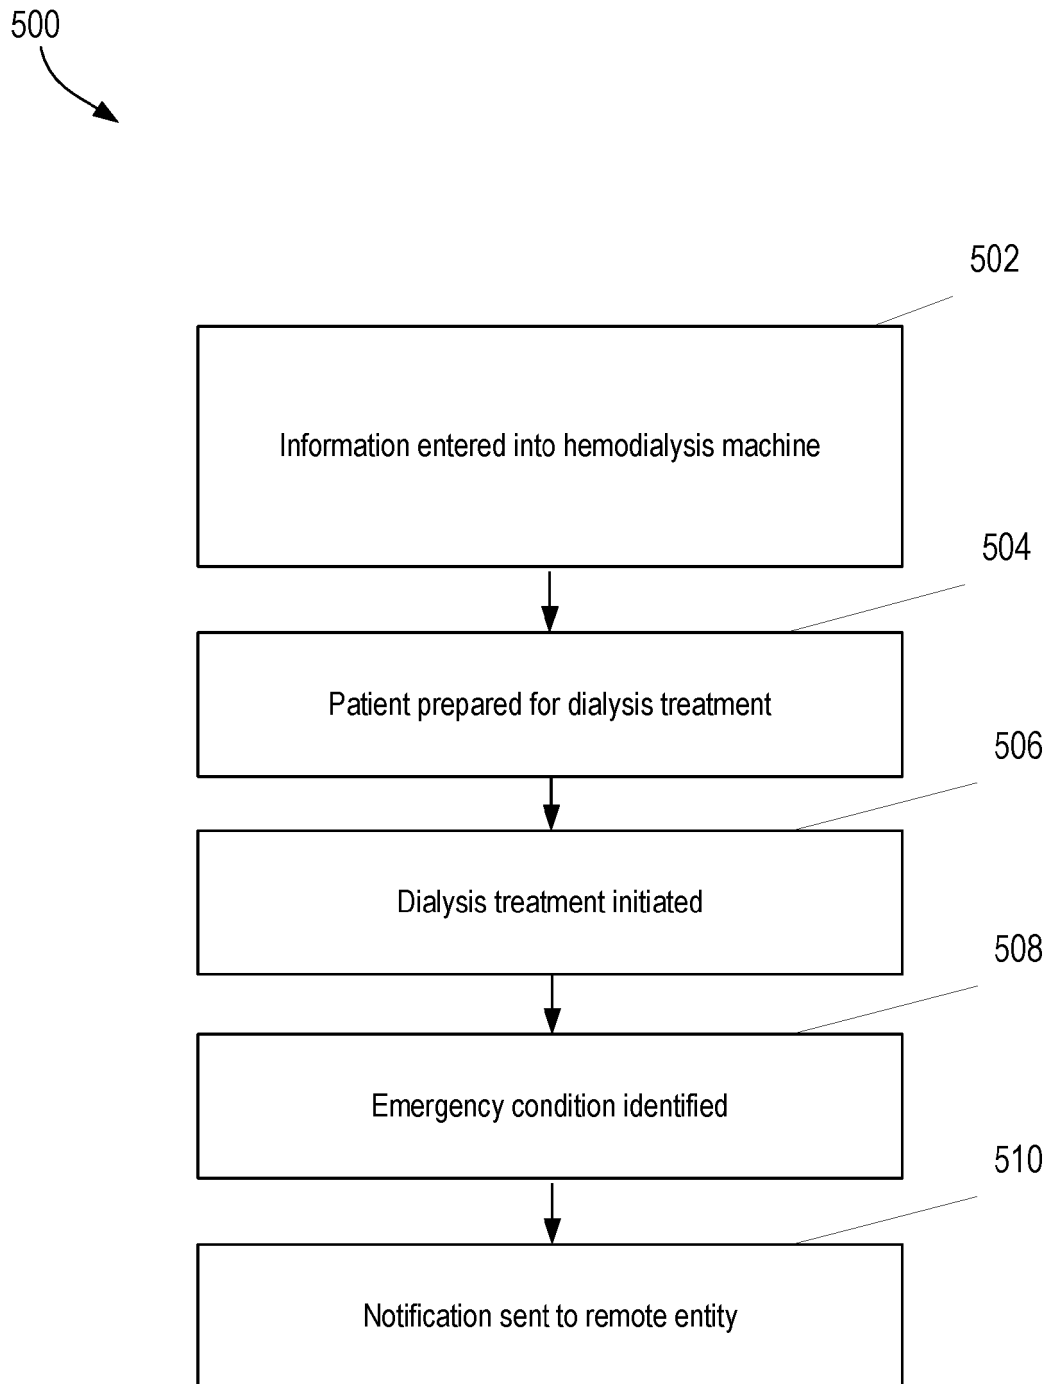 500
502
Information entered into hemodialysis machine
504
Patient prepared for dialysis treatment
506
Dialysis treatment initiated
508
Emergency condition identified
510
Notification sent to remote entity